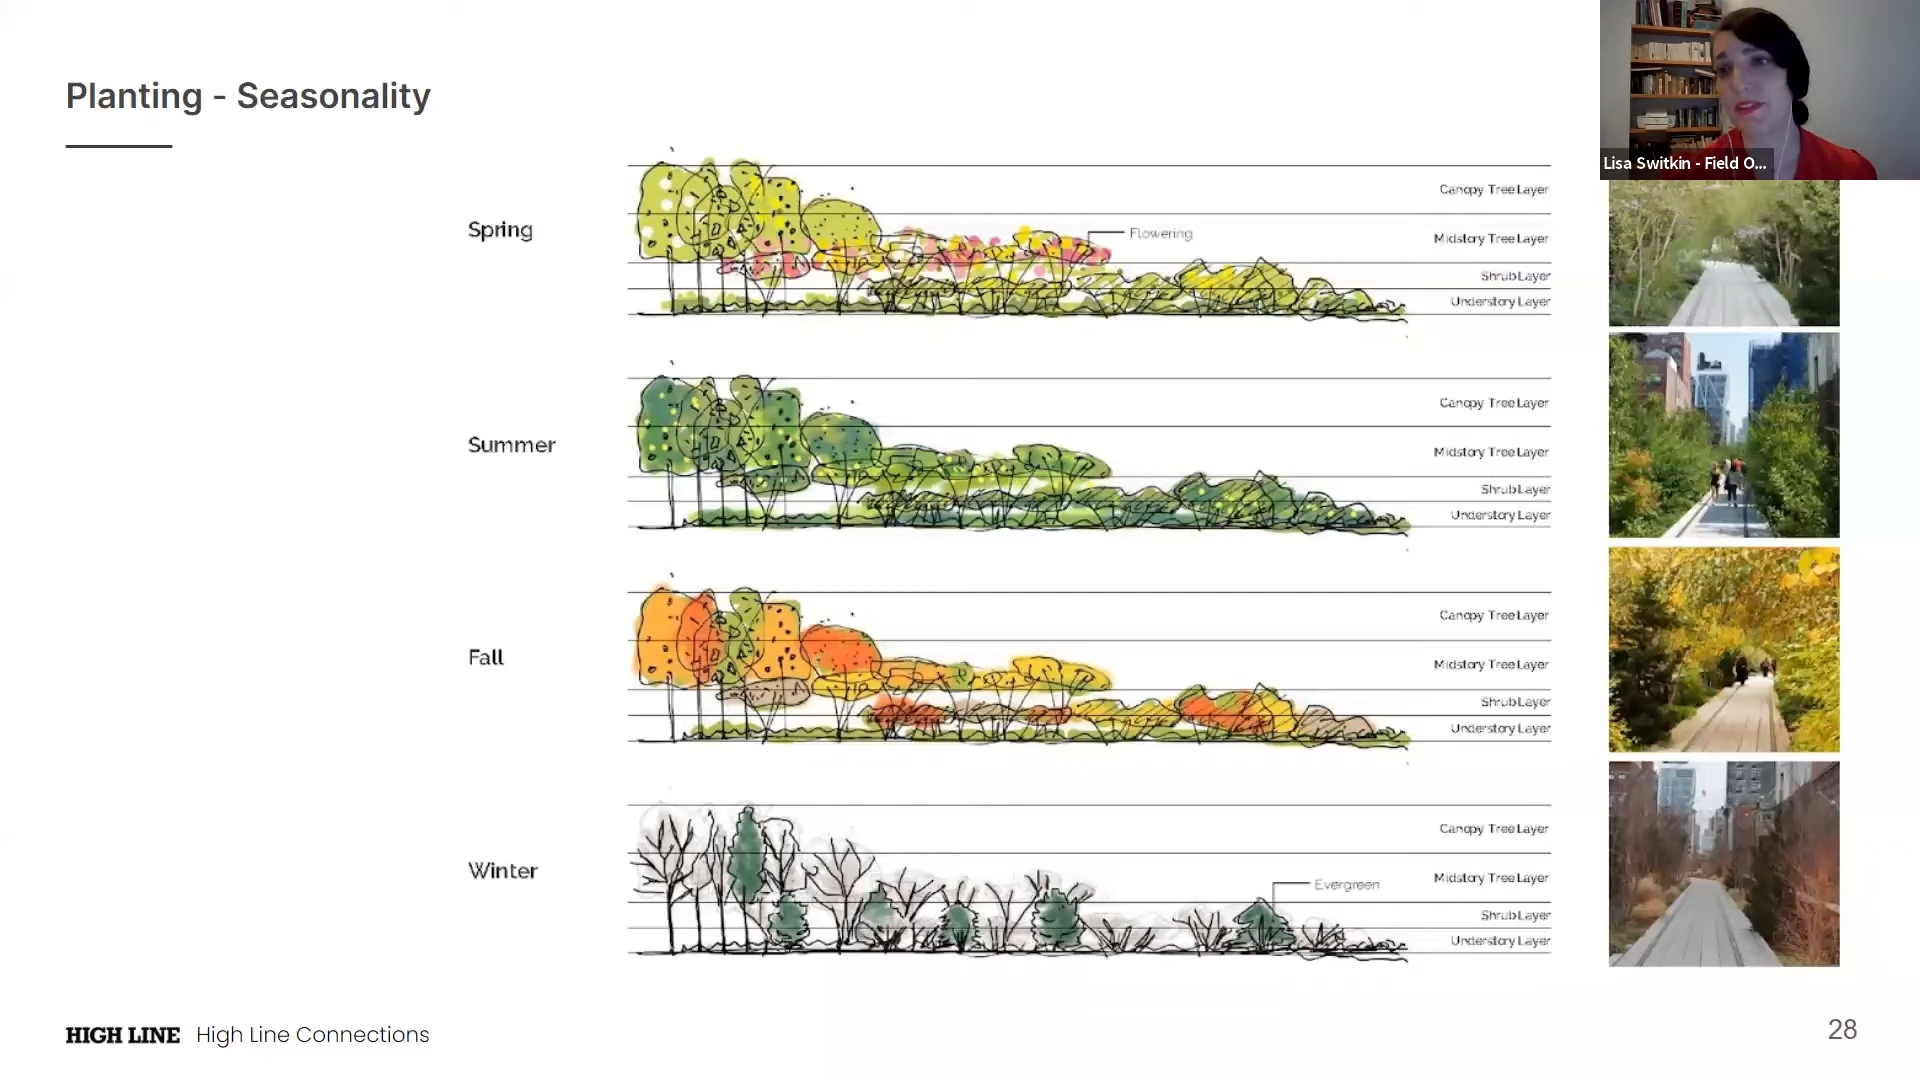 Planting - Seasonality
Lisa Switkin - Field O...
Spring
Canopy Tree Layer
Flowering
Midstory Tree Layer
Shrub Layer
Understory Layer
Summer
Canopy Tree Layer
Midstory Tree Layer
Shrub Layer
Understory Layer
Fall
Canopy Tree Layer
Midstory Tree Layer
Shrub Layer
Understory Layer
Winter
Canopy Tree Layer
Evergreen
Midstory Tree Layer
Shrub Layer
Understory Layer
HIGH LINE High Line Connections
28